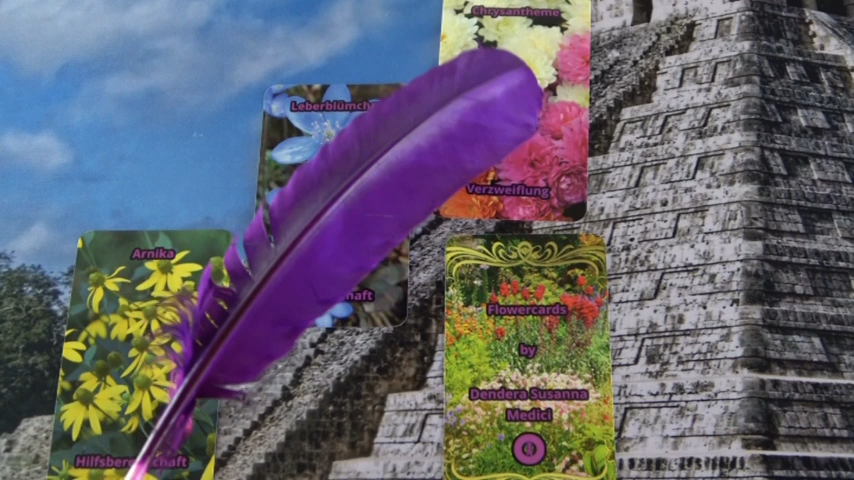 Chrysantheme
Verzweiflung
Arnika
Flowercards
by
Dendera Susanna
Medici